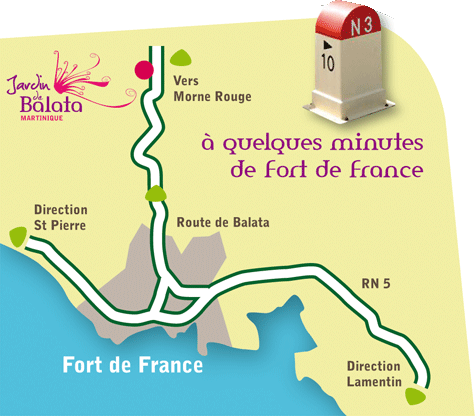 N 3
10
Jardin
de
Balata
MARTINIQUE
Vers
Morne Rouge
à quelques minutes
de Fort de France
Direction
St Pierre
Route de Balata
RN 5
Fort de France
Direction
Lamentin